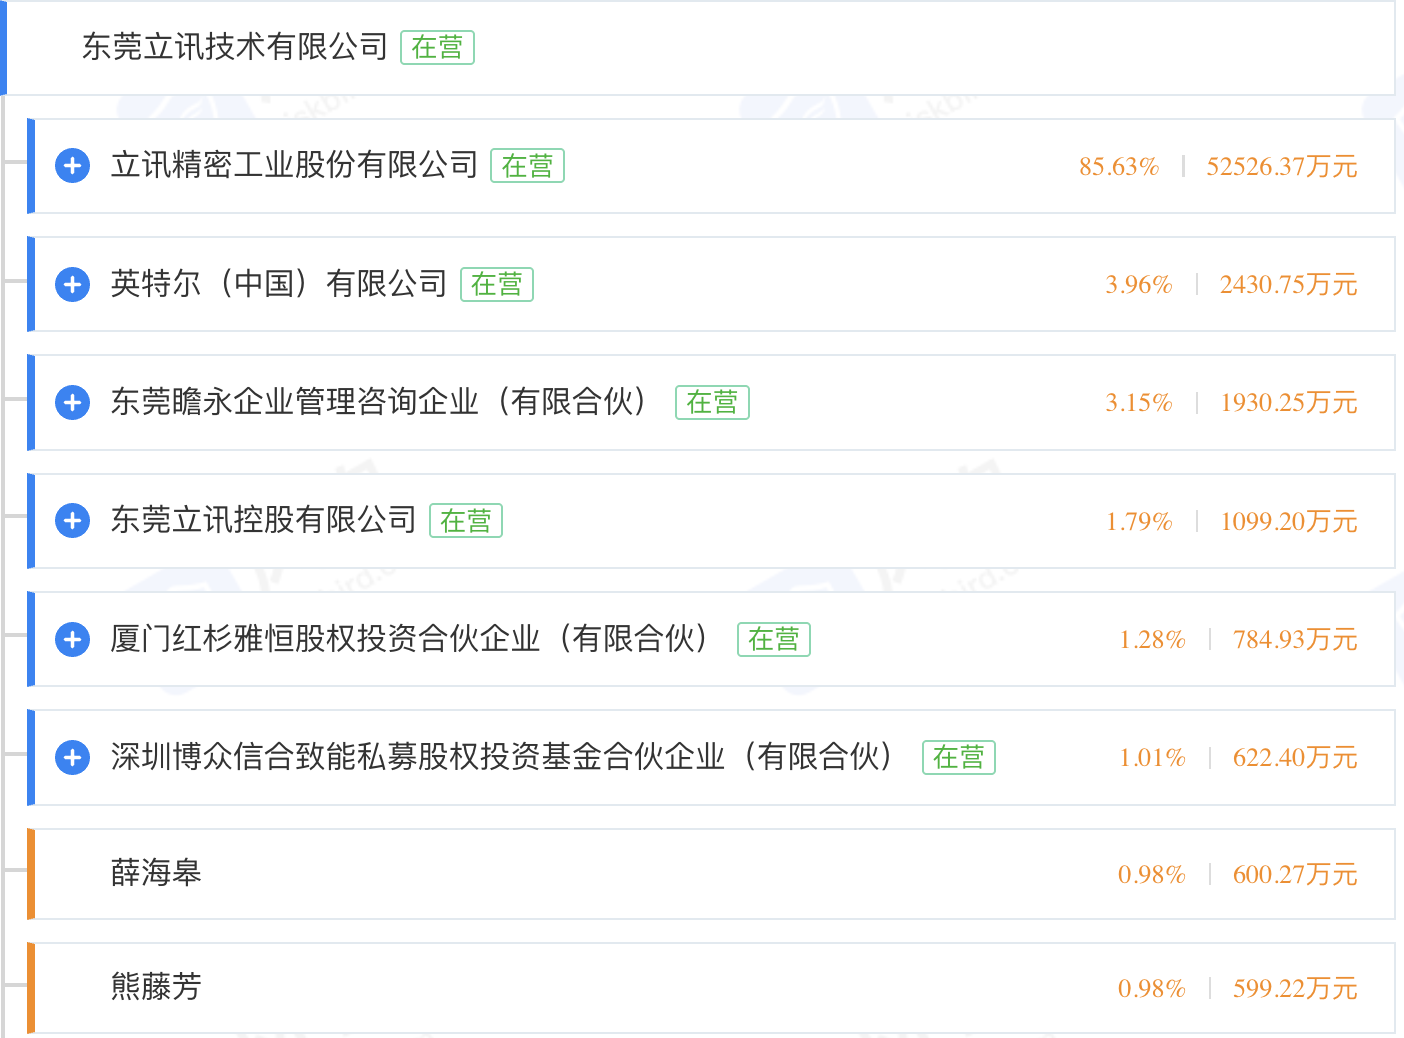 东莞立讯技术有限公司 在营
立讯精密工业股份有限公司 在营 85.63% 52526.37万元
英特尔（中国）有限公司 在营 3.96% 2430.75万元
东莞瞻永企业管理咨询企业（有限合伙） 在营 3.15% 1930.25万元
东莞立讯控股有限公司 在营 1.79% 1099.20万元
厦门红杉雅恒股权投资合伙企业（有限合伙） 在营 1.28% 784.93万元
深圳博众信合致能私募股权投资基金合伙企业（有限合伙） 在营 1.01% 622.40万元
薛海皋 0.98% 600.27万元
熊藤芳 0.98% 599.22万元